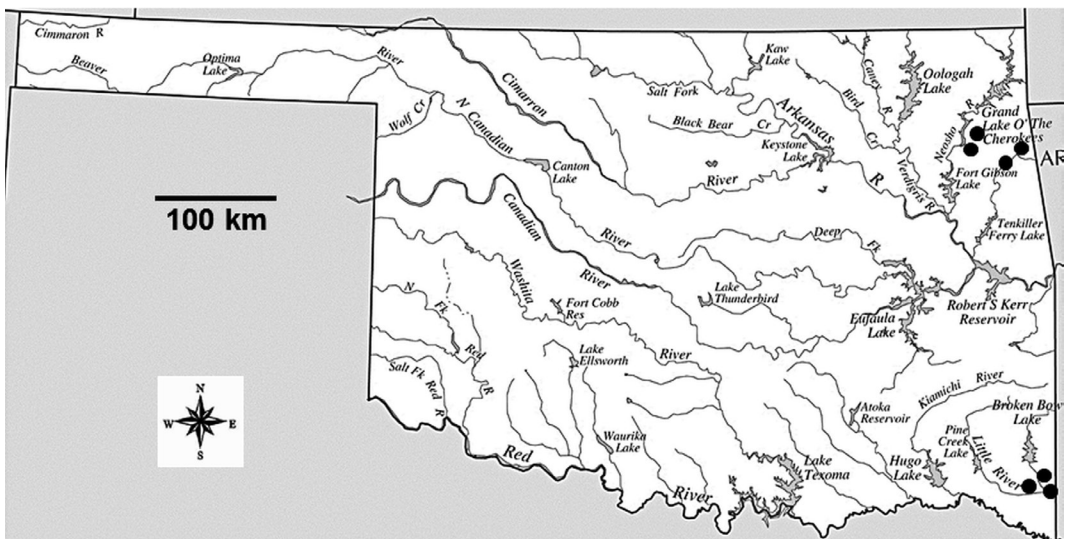 Cimmaron R
Beaver
Optima
Lake
River
Wolf Cr
N Canadian
Cimarron
Salt Fork
Kaw
Lake
Arkansas
Black Bear Cr
Keystone
Lake
Bird
Cr
Caney
R
Oologah
Lake
Verdigris R
Neosho
R
Grand
Lake O' The
Cherokees
AR
Fort Gibson
Lake
River
R
Canton
Lake
100 km
Canadian
River
River
Deep
Fk
Tenkiller
Ferry Lake
Washita
N
Fk
Red
R
Fort Cobb
Res
Lake
Thunderbird
Eufaula
Lake
Robert S Kerr
Reservoir
Salt Fk Red R
Lake
Ellsworth
River
Atoka
Reservoir
Kiamichi River
Broken Bow
Lake
Pine
Creek
Lake
Little
River
N
W
E
S
Red
Waurika
Lake
River
Lake
Texoma
Hugo
Lake